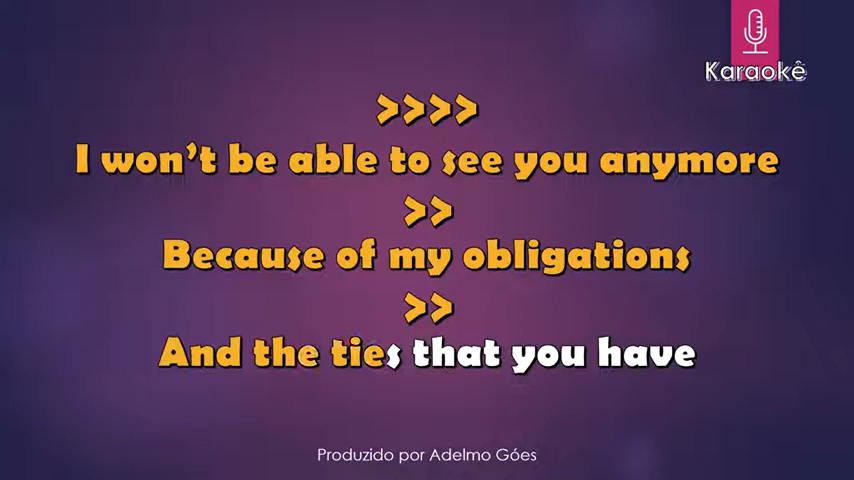 Karaokê
>>>>
I won't be able to see you anymore
>>
Because of my obligations
>>
And the ties that you have
Produzido por Adelmo Góes